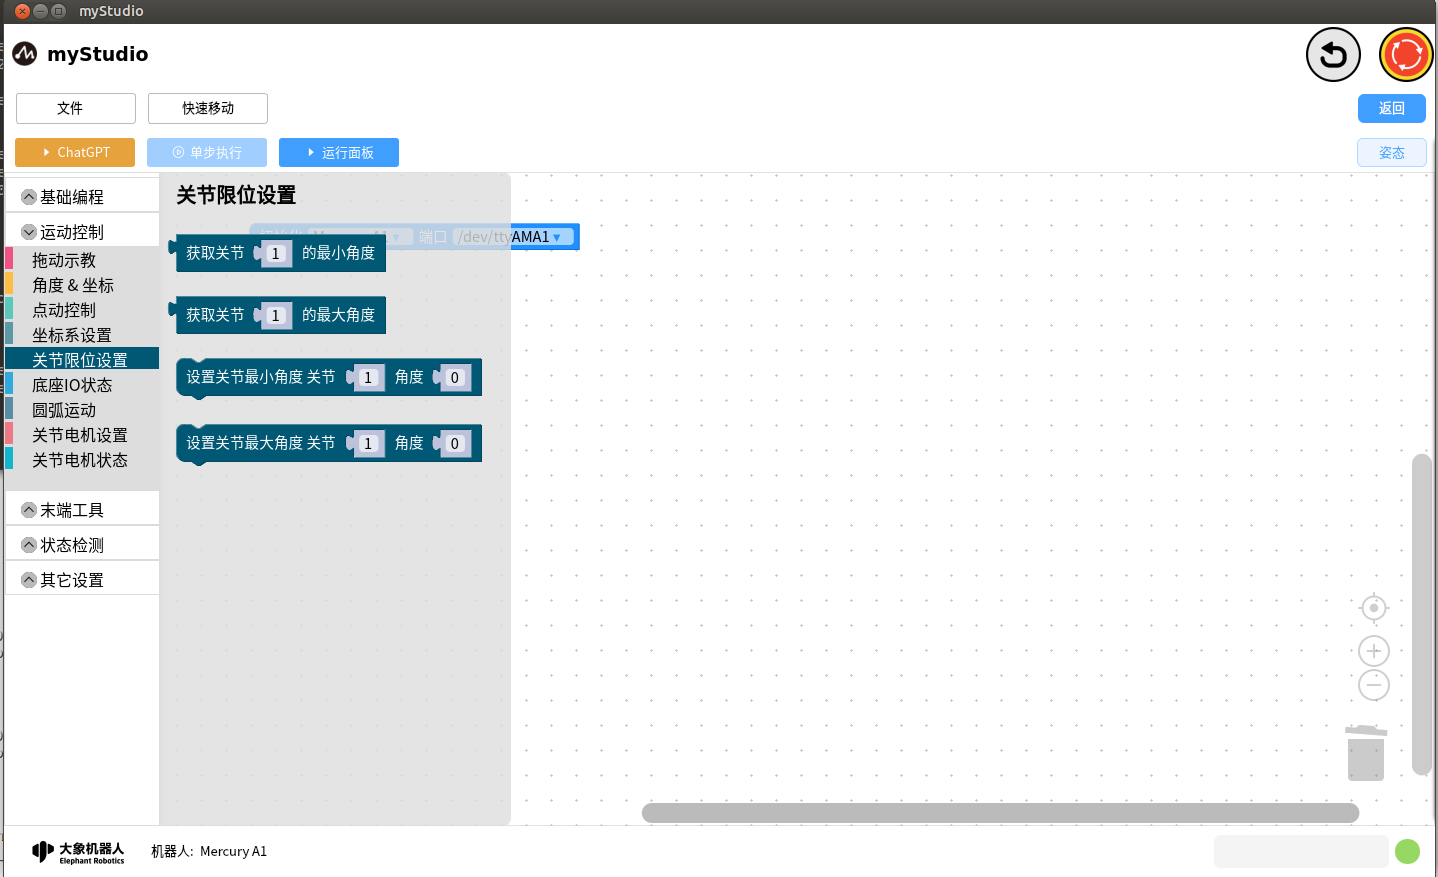 myStudio
myStudio
文件
快速移动
返回
ChatGPT
单步执行
运行面板
姿态
基础编程
运动控制
拖动示教
角度 & 坐标
点动控制
坐标系设置
关节限位设置
底座IO状态
圆弧运动
关节电机设置
关节电机状态
末端工具
状态检测
其它设置
关节限位设置
端口 /dev/ttyAMA1
获取关节 1 的最小角度
获取关节 1 的最大角度
设置关节最小角度 关节 1 角度 0
设置关节最大角度 关节 1 角度 0
大象机器人
Elephant Robotics
机器人: Mercury A1